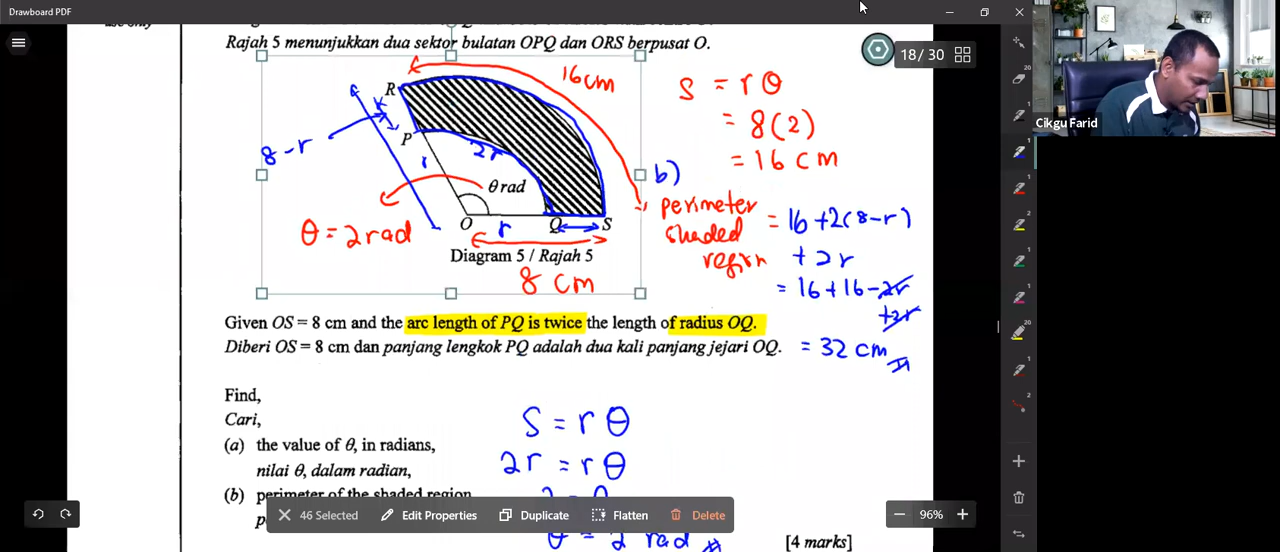 Drawboard PDF
Rajah 5 menunjukkan dua sektor bulatan OPQ dan ORS berpusat O.
18 / 30
Cikgu Farid
16cm
R
K
P
8-r
2r
r
θ rad
θ = 2rad
O
r
Q
S
Diagram 5 / Rajah 5
8 cm
S = rθ
= 8(2)
= 16 cm
b)
perimeter shaded region = 16 + 2(8-r)
+ 2r
= 16 + 16 - 2r
+2r
= 32 cm
Given OS = 8 cm and the arc length of PQ is twice the length of radius OQ.
Diberi OS = 8 cm dan panjang lengkok PQ adalah dua kali panjang jejari OQ.
Find,
Cari,
(a) the value of θ, in radians,
nilai θ, dalam radian,
(b) perimeter of the shaded region
S = rθ
2r = rθ
θ = 2 rad
[4 marks]
46 Selected
Edit Properties
Duplicate
Flatten
Delete
96%